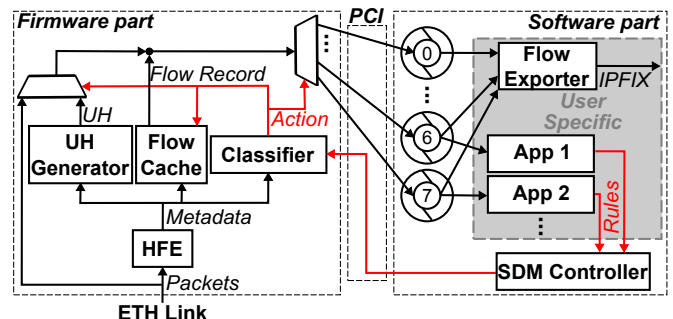 Firmware part
PCI
Software part
Flow Record
UH
Action
UH
Generator
Flow
Cache
Classifier
Metadata
HFE
Packets
ETH Link
0
6
7
Flow
Exporter
IPFIX
User
Specific
App 1
App 2
Rules
SDM Controller